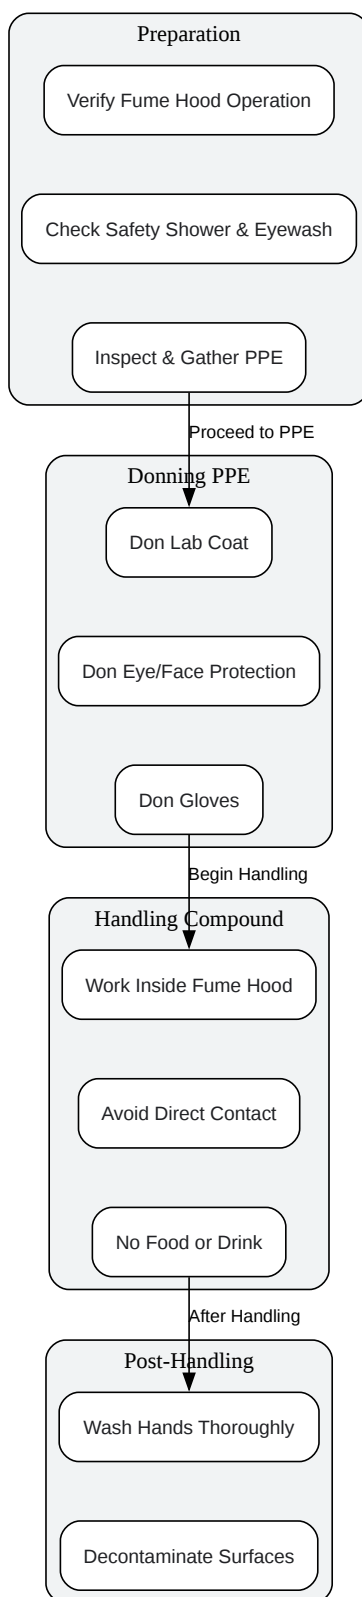 Preparation
Verify Fume Hood Operation
Check Safety Shower & Eyewash
Inspect & Gather PPE
Proceed to PPE
Donning PPE
Don Lab Coat
Don Eye/Face Protection
Don Gloves
Begin Handling
Handling Compound
Work Inside Fume Hood
Avoid Direct Contact
No Food or Drink
After Handling
Post-Handling
Wash Hands Thoroughly
Decontaminate Surfaces